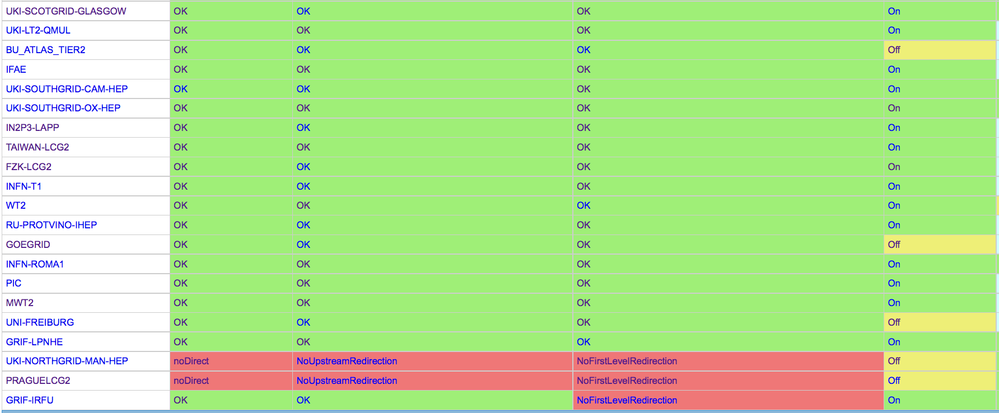 UKI-SCOTGRID-GLASGOW OK OK OK On
UKI-LT2-QMUL OK OK OK On
BU_ATLAS_TIER2 OK OK OK Off
IFAE OK OK OK On
UKI-SOUTHGRID-CAM-HEP OK OK OK On
UKI-SOUTHGRID-OX-HEP OK OK OK On
IN2P3-LAPP OK OK OK On
TAIWAN-LCG2 OK OK OK On
FZK-LCG2 OK OK OK On
INFN-T1 OK OK OK On
WT2 OK OK OK On
RU-PROTVINO-IHEP OK OK OK On
GOEGRID OK OK OK Off
INFN-ROMA1 OK OK OK On
PIC OK OK OK On
MWT2 OK OK OK On
UNI-FREIBURG OK OK OK Off
GRIF-LPNHE OK OK OK On
UKI-NORTHGRID-MAN-HEP noDirect NoUpstreamRedirection NoFirstLevelRedirection Off
PRAGUELCG2 noDirect NoUpstreamRedirection NoFirstLevelRedirection Off
GRIF-IRFU OK OK NoFirstLevelRedirection On